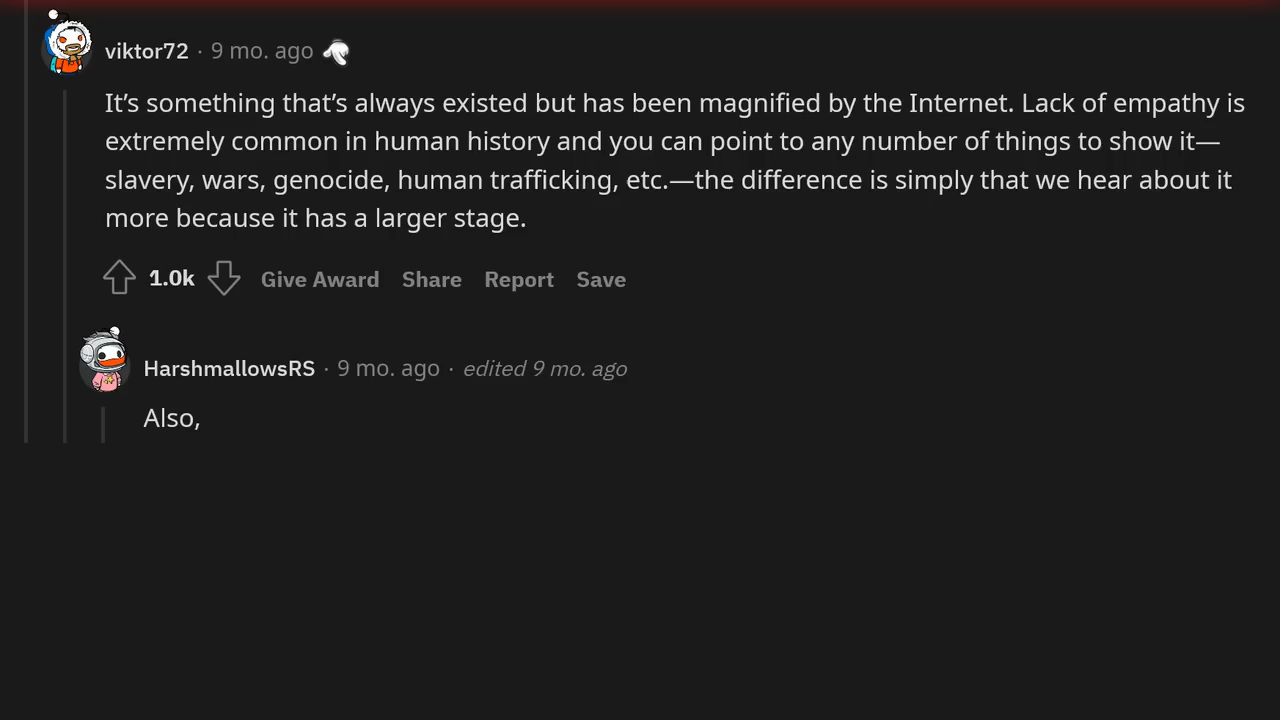 viktor72 · 9 mo. ago
It’s something that’s always existed but has been magnified by the Internet. Lack of empathy is
extremely common in human history and you can point to any number of things to show it—
slavery, wars, genocide, human trafficking, etc.—the difference is simply that we hear about it
more because it has a larger stage.
1.0k Give Award Share Report Save
HarshmallowsRS · 9 mo. ago · edited 9 mo. ago
Also,